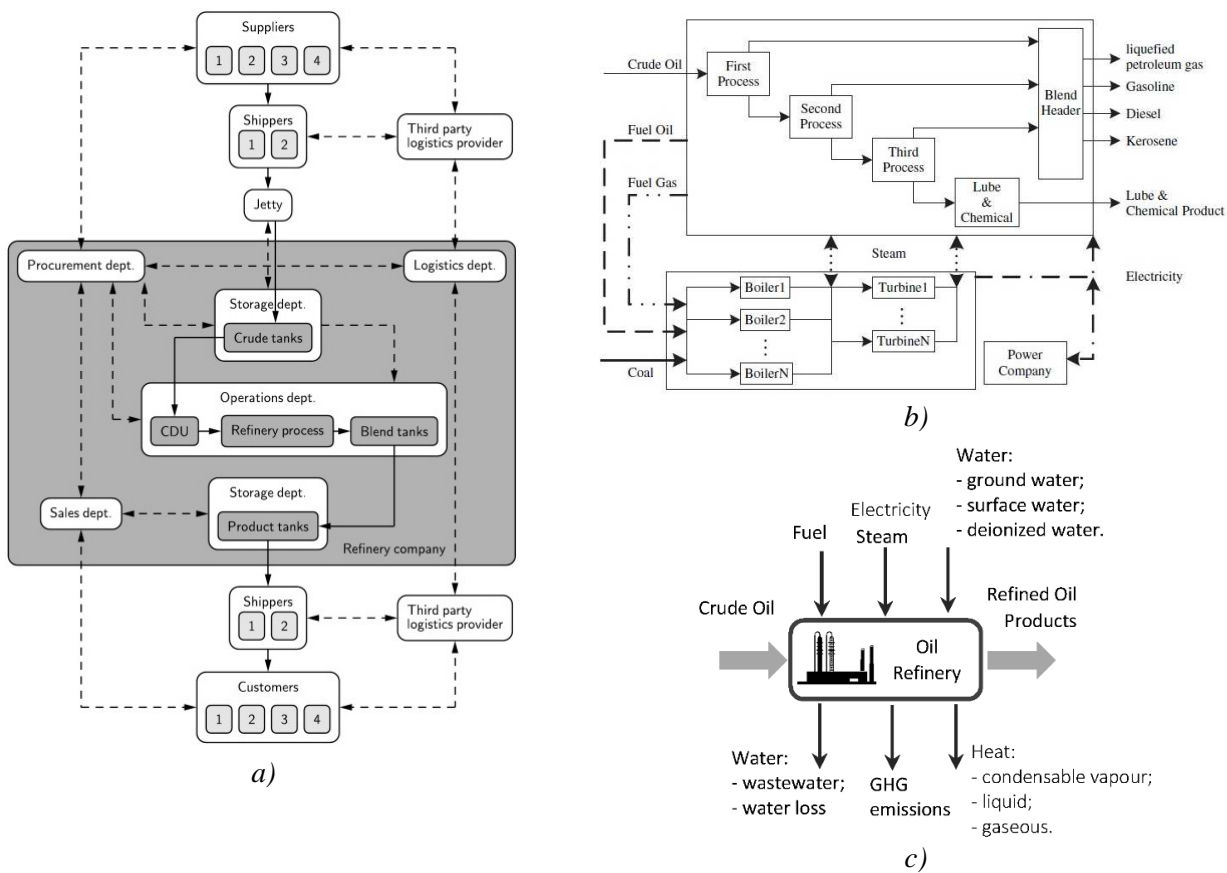 Suppliers
1 2 3 4
Shippers
1 2
Third party
logistics provider
Jetty
Procurement dept.
Logistics dept.
Storage dept.
Crude tanks
Operations dept.
CDU
Refinery process
Blend tanks
Storage dept.
Sales dept.
Product tanks
Refinery company
Shippers
1 2
Third party
logistics provider
Customers
1 2 3 4
a)
Crude Oil
First
Process
Fuel Oil
Second
Process
Fuel Gas
Third
Process
Lube
&
Chemical
Blend
Header
liquefied
petroleum gas
Gasoline
Diesel
Kerosene
Lube &
Chemical Product
Steam
Electricity
Boiler1
Turbine1
Boiler2
TurbineN
BoilerN
Coal
Power
Company
b)
Water:
- ground water;
- surface water;
- deionized water.
Electricity
Steam
Fuel
Crude Oil
Refined Oil
Products
Oil
Refinery
Water:
- wastewater;
- water loss
GHG
emissions
Heat:
- condensable vapour;
- liquid;
- gaseous.
c)